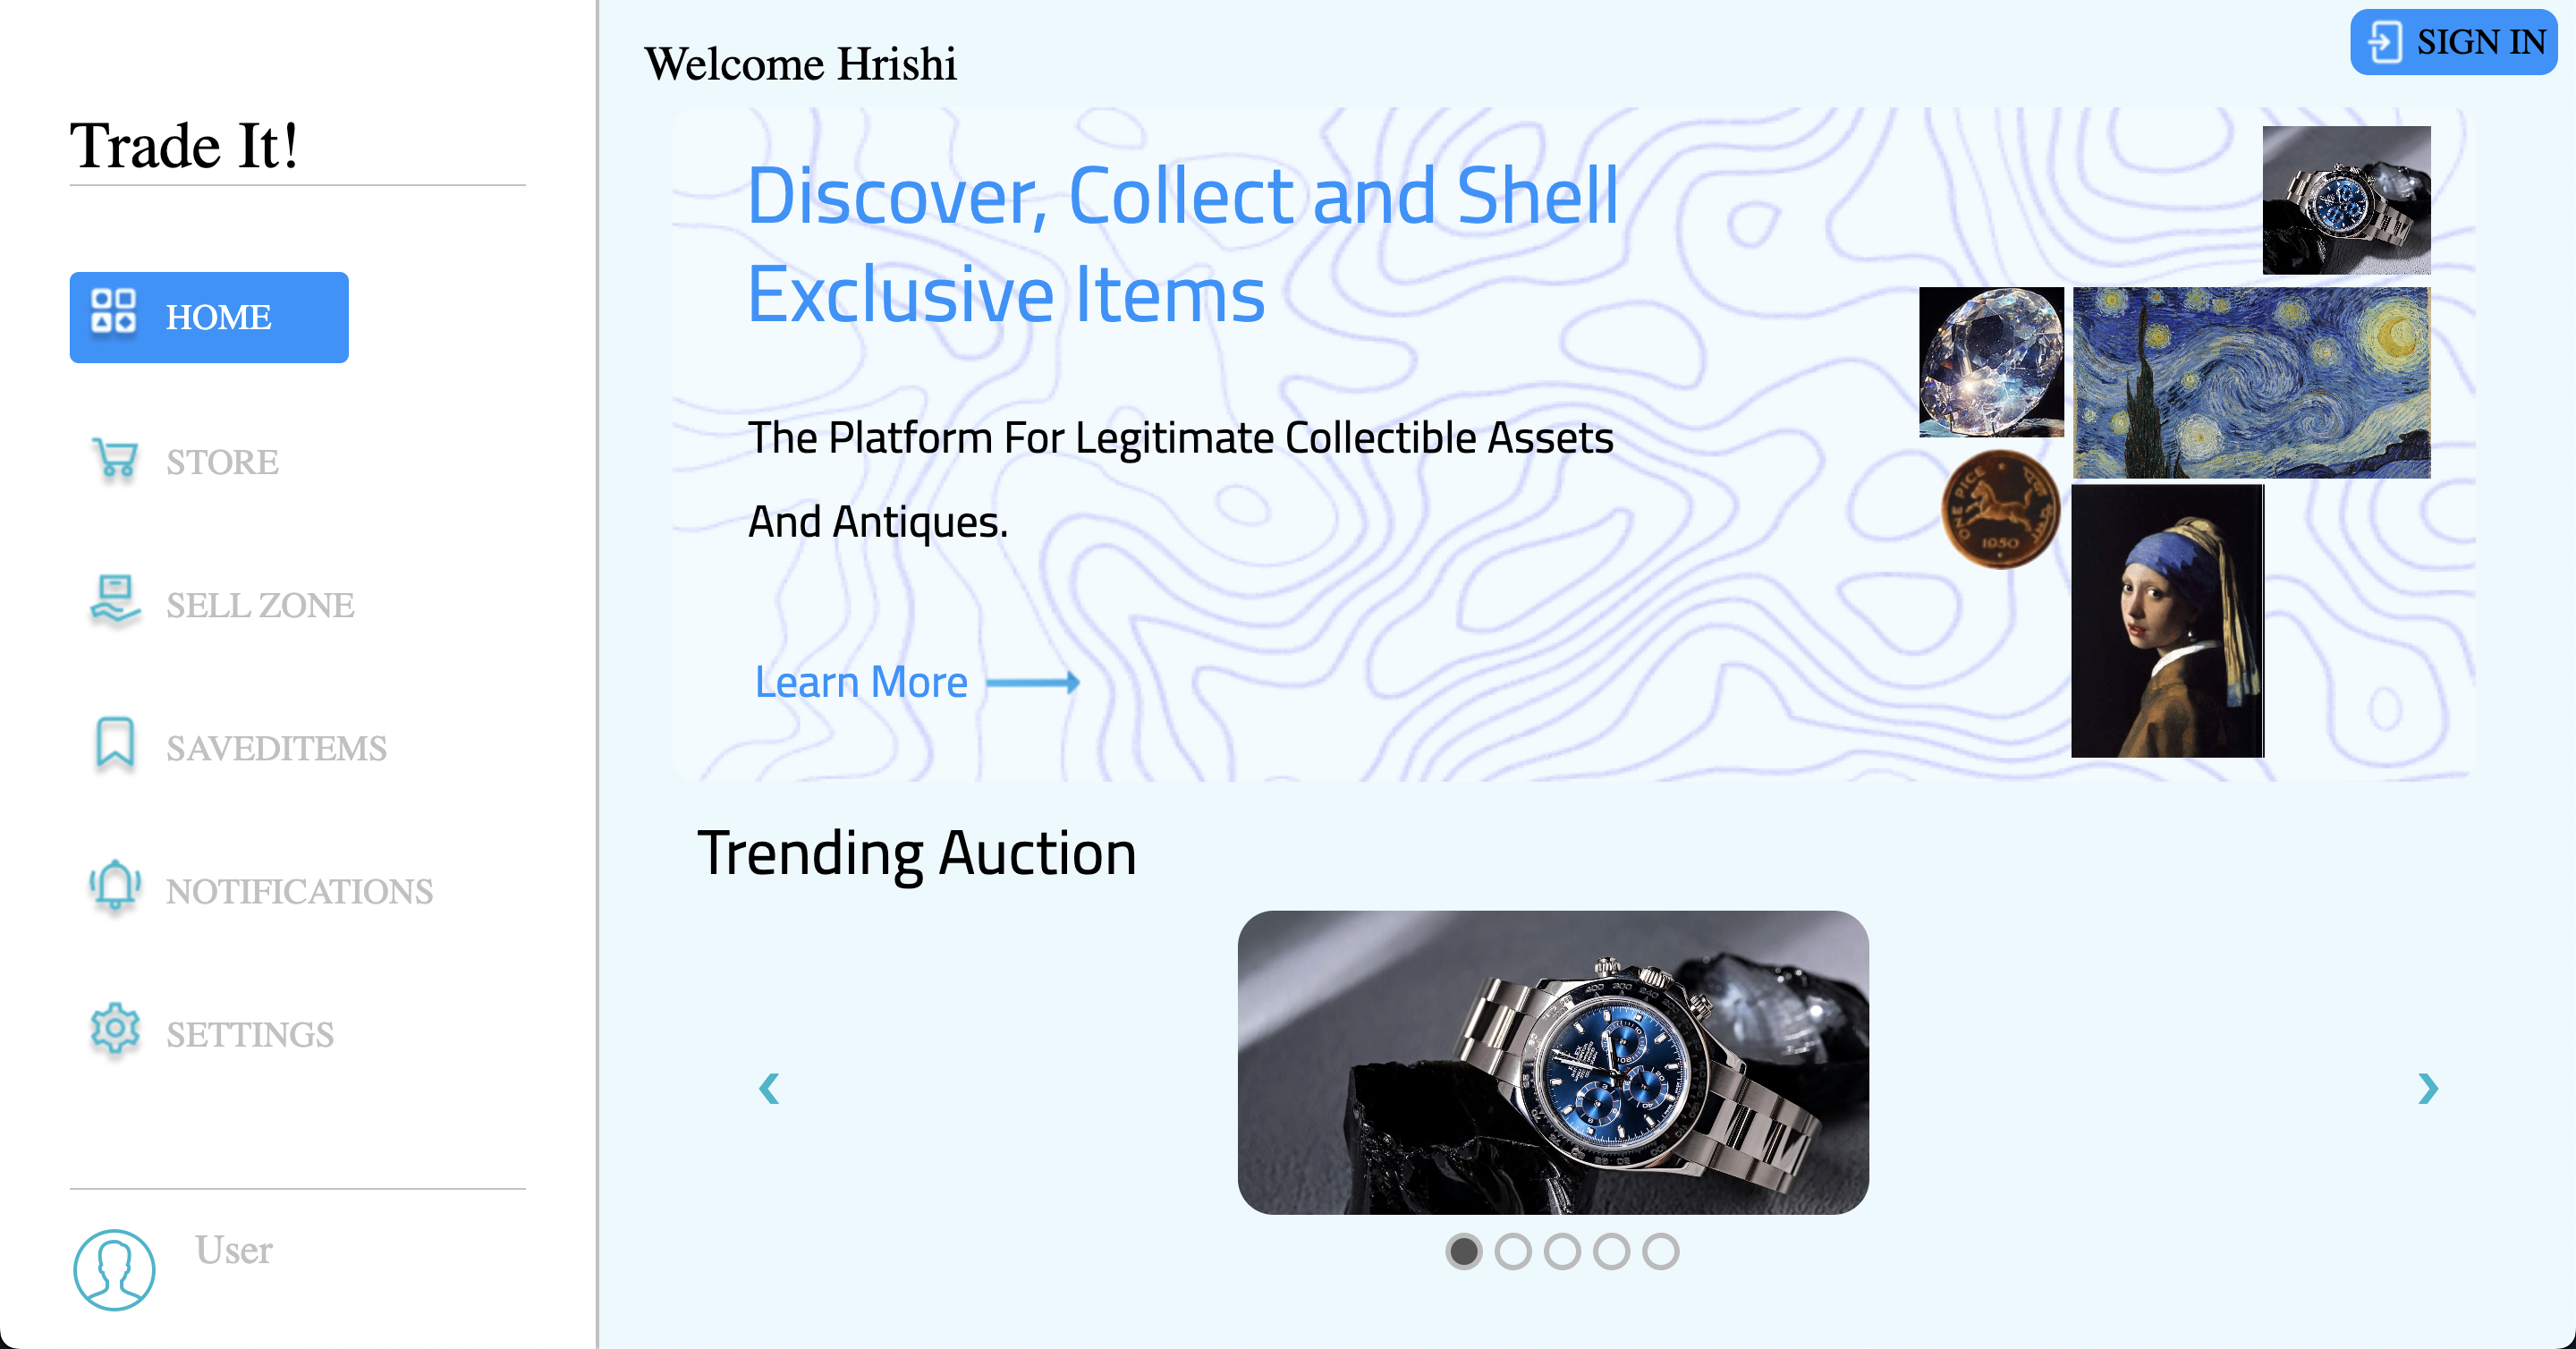 Welcome Hrishi
SIGN IN
Trade It!
HOME
STORE
SELL ZONE
SAVEDITEMS
NOTIFICATIONS
SETTINGS
User
Discover, Collect and Shell
Exclusive Items
The Platform For Legitimate Collectible Assets
And Antiques.
Learn More
ONE PICE
1950
Trending Auction